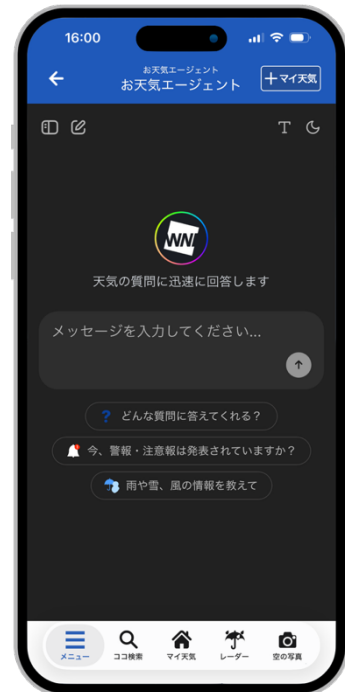 16:00
お天気エージェント
お天気エージェント
＋マイ天気
T
WNI
天気の質問に迅速に回答します
メッセージを入力してください...
? どんな質問に答えてくれる？
今、警報・注意報は発表されていますか？
雨や雪、風の情報を教えて
メニュー
ココ検索
マイ天気
レーダー
空の写真